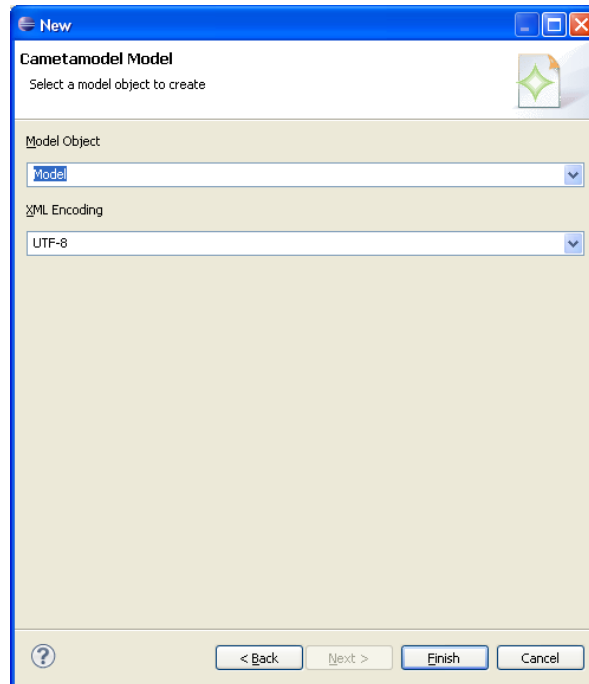 New
Cametamodel Model
Select a model object to create
Model Object
Model
XML Encoding
UTF-8
? < Back Next > Finish Cancel